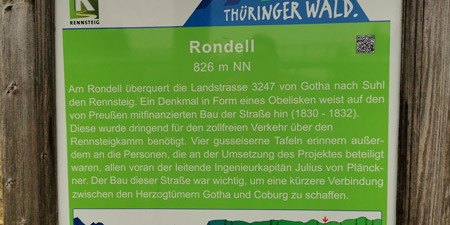 RENNSTEIG
THÜRINGER WALD.
Rondell
826 m NN
Am Rondell überquert die Landstrasse 3247 von Gotha nach Suhl
den Rennsteig. Ein Denkmal in Form eines Obelisken weist auf den
von Preußen mitfinanzierten Bau der Straße hin (1830 - 1832).
Diese wurde dringend für den zollfreien Verkehr über den
Rennsteigkamm benötigt. Vier gusseiserne Tafeln erinnern außer-
dem an die Personen, die an der Umsetzung des Projektes beteiligt
waren, allen voran der leitende Ingenieurkapitän Julius von Plänck-
ner. Der Bau dieser Straße war wichtig, um eine kürzere Verbindung
zwischen den Herzogtümern Gotha und Coburg zu schaffen.